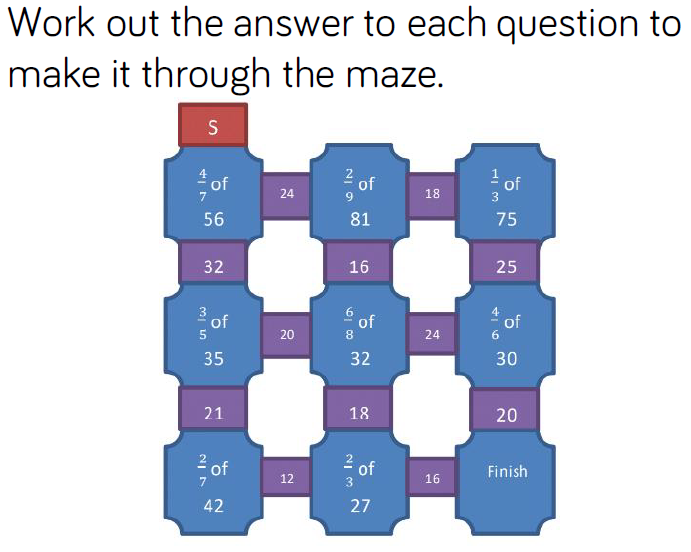 Work out the answer to each question to
make it through the maze.
S
4/7 of 24 2/9 of 18 1/3 of
56 81 75
32 16 25
3/5 of 20 6/8 of 24 4/6 of
35 32 30
21 18 20
2/7 of 12 2/3 of 16 Finish
42 27